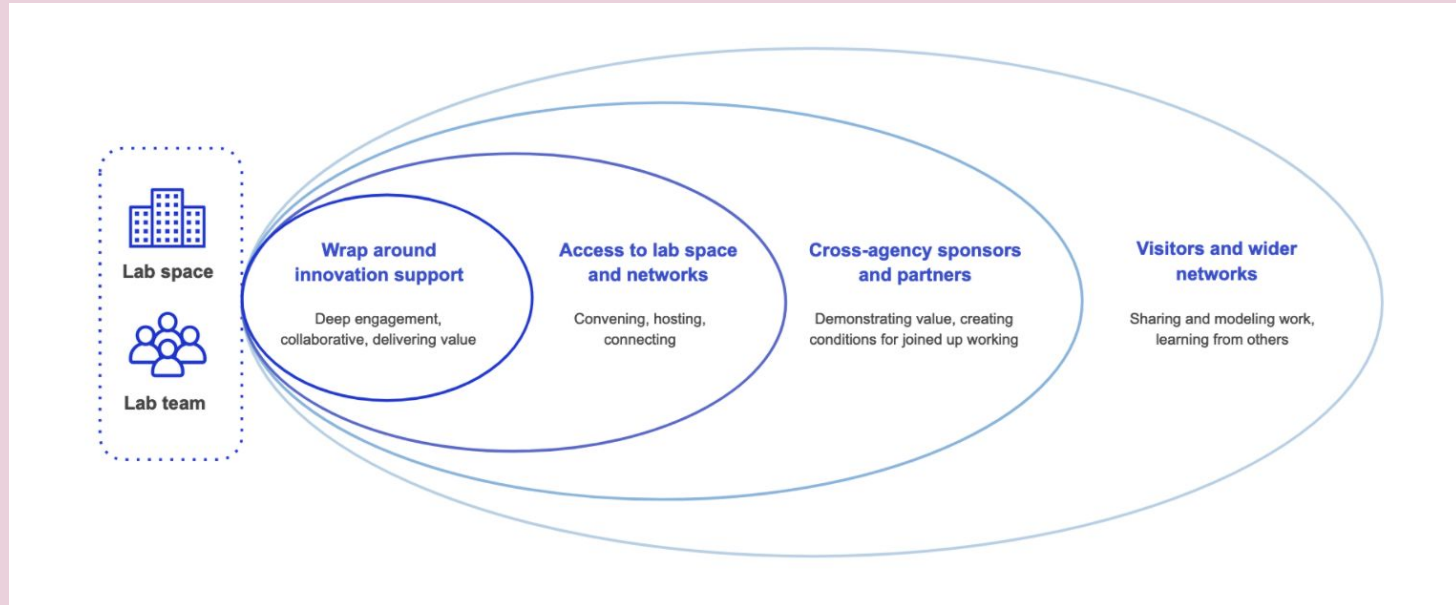 Lab space
Lab team
Wrap around
innovation support
Deep engagement,
collaborative, delivering value
Access to lab space
and networks
Convening, hosting,
connecting
Cross-agency sponsors
and partners
Demonstrating value, creating
conditions for joined up working
Visitors and wider
networks
Sharing and modeling work,
learning from others